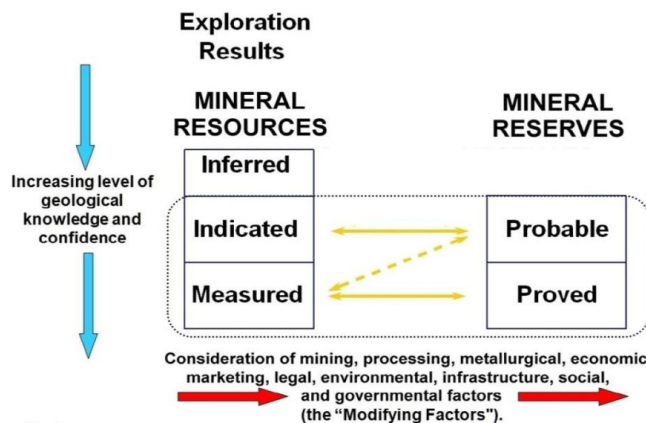 Exploration
Results
MINERAL
RESOURCES
MINERAL
RESERVES
Inferred
Increasing level of
geological
knowledge and
confidence
Indicated
Probable
Measured
Proved
Consideration of mining, processing, metallurgical, economic
marketing, legal, environmental, infrastructure, social,
and governmental factors
(the “Modifying Factors").